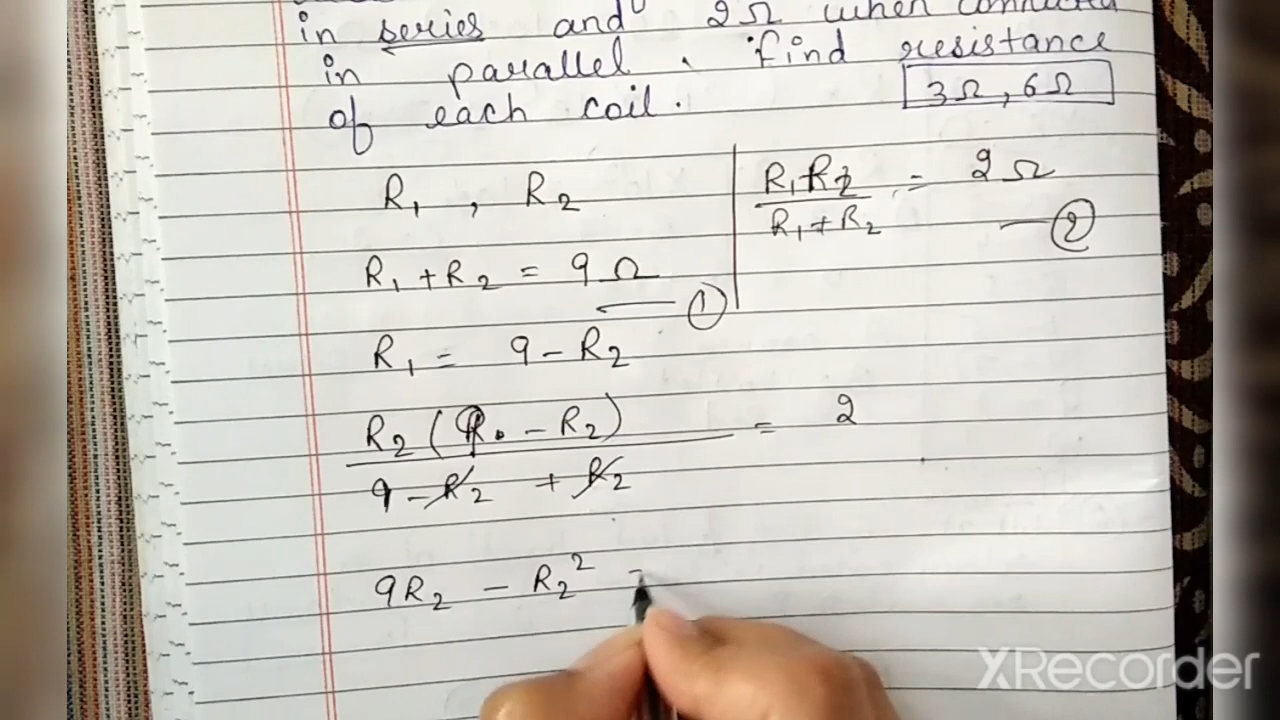 in series and 2Ω when connected
in parallel. find resistance
of each coil. 3Ω, 6Ω
R₁ , R₂
R₁R₂ / R₁+R₂ = 2Ω — ②
R₁ + R₂ = 9Ω — ①
R₁ = 9 - R₂
R₂(9 - R₂) / 9 - R₂ + R₂ = 2
9R₂ - R₂²
XRecorder